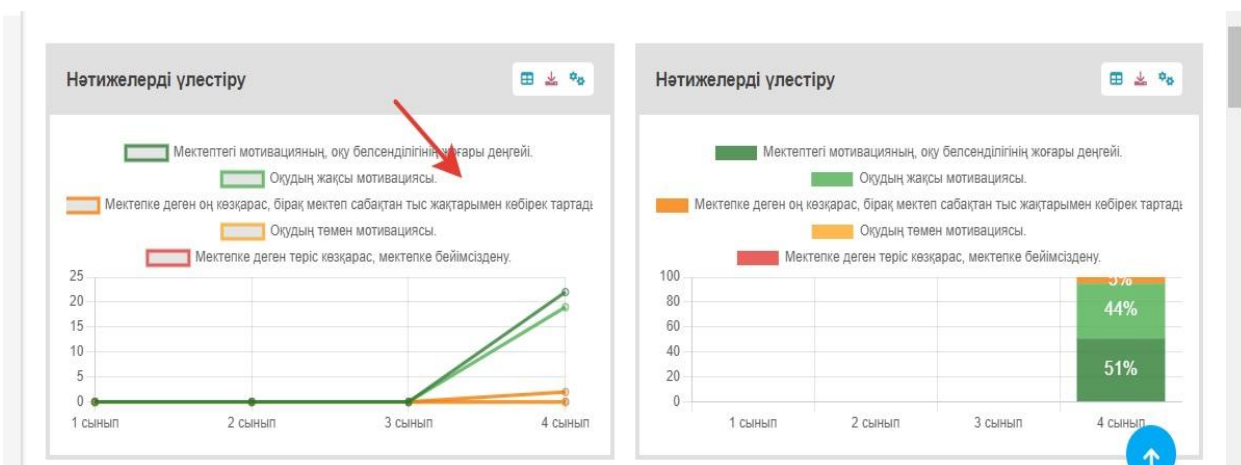 Нәтижелерді үлестіру
Мектептегі мотивацияның, оқу белсенділігінің жоғары деңгейі.
Оқудың жақсы мотивациясы.
Мектепке деген оң көзқарас, бірақ мектеп сабақтан тыс жақтарымен көбірек тартады
Оқудың төмен мотивациясы.
Мектепке деген теріс көзқарас, мектепке бейімсіздену.
25
20
15
10
5
0
1 сынып 2 сынып 3 сынып 4 сынып
Нәтижелерді үлестіру
Мектептегі мотивацияның, оқу белсенділігінің жоғары деңгейі.
Оқудың жақсы мотивациясы.
Мектепке деген оң көзқарас, бірақ мектеп сабақтан тыс жақтарымен көбірек тартады
Оқудың төмен мотивациясы.
Мектепке деген теріс көзқарас, мектепке бейімсіздену.
100
80
60
40
20
0
5%
44%
51%
1 сынып 2 сынып 3 сынып 4 сынып